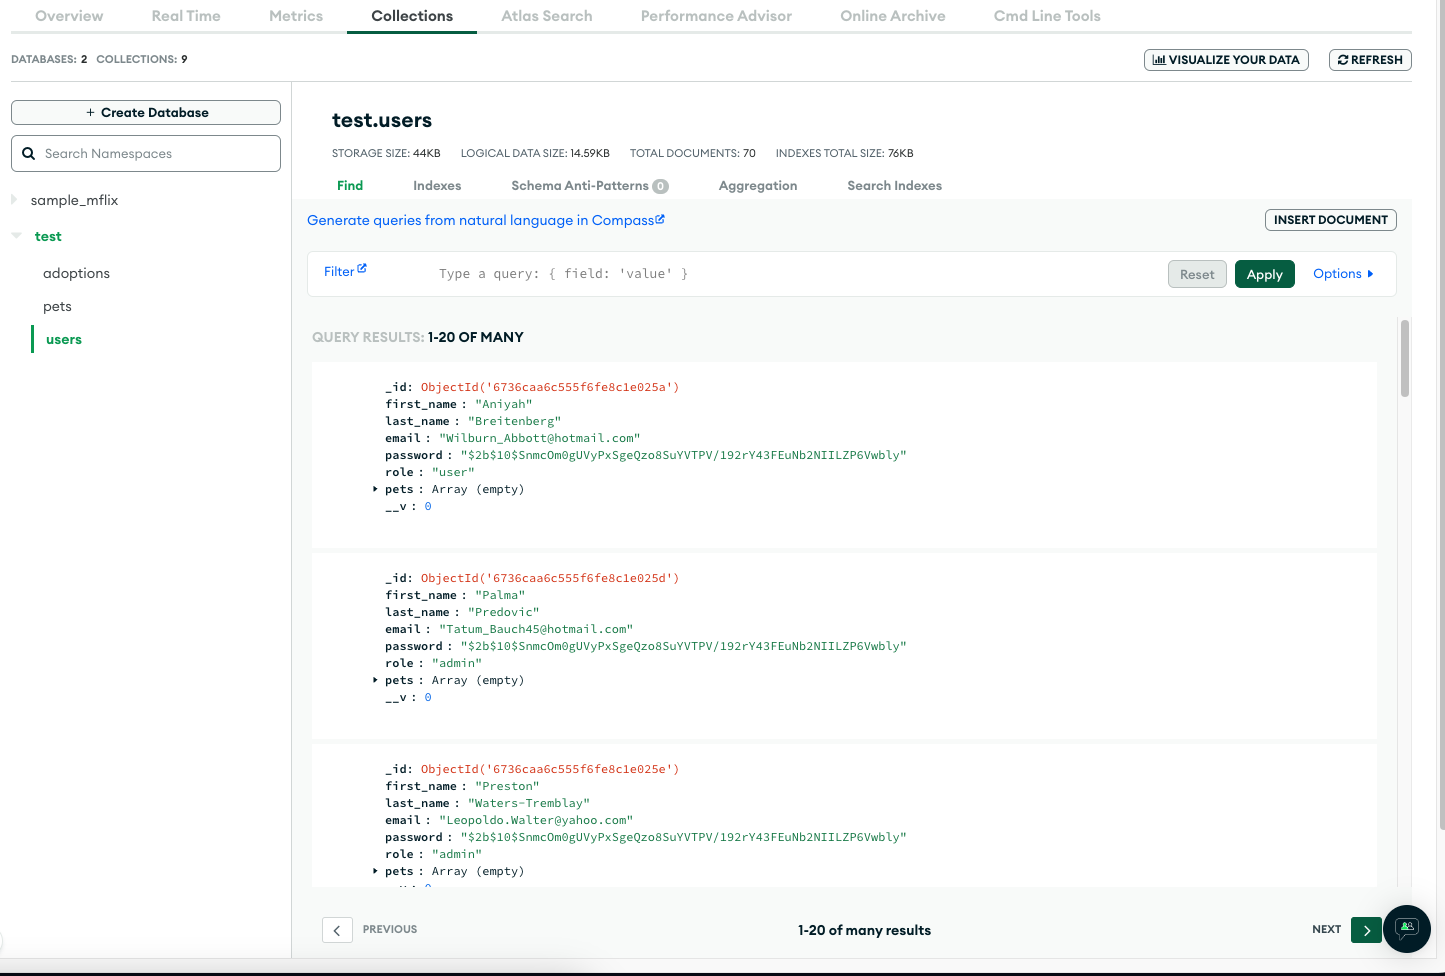 Overview Real Time Metrics Collections Atlas Search Performance Advisor Online Archive Cmd Line Tools
DATABASES: 2 COLLECTIONS: 9
VISUALIZE YOUR DATA
REFRESH
+ Create Database
Search Namespaces
sample_mflix
test
adoptions
pets
users
test.users
STORAGE SIZE: 44KB LOGICAL DATA SIZE: 14.59KB TOTAL DOCUMENTS: 70 INDEXES TOTAL SIZE: 76KB
Find Indexes Schema Anti-Patterns 0 Aggregation Search Indexes
Generate queries from natural language in Compass
INSERT DOCUMENT
Filter
Type a query: { field: 'value' }
Reset
Apply
Options
QUERY RESULTS: 1-20 OF MANY
_id: ObjectId('6736caa6c555f6fe8c1e025a')
first_name : "Aniyah"
last_name : "Breitenberg"
email : "Wilburn_Abbott@hotmail.com"
password : "$2b$10$SnmcOm0gUVyPxSgeQzo8SuYVTPV/192rY43FEuNb2NIILZP6Vwbly"
role : "user"
pets : Array (empty)
__v : 0
_id: ObjectId('6736caa6c555f6fe8c1e025d')
first_name : "Palma"
last_name : "Predovic"
email : "Tatum_Bauch45@hotmail.com"
password : "$2b$10$SnmcOm0gUVyPxSgeQzo8SuYVTPV/192rY43FEuNb2NIILZP6Vwbly"
role : "admin"
pets : Array (empty)
__v : 0
_id: ObjectId('6736caa6c555f6fe8c1e025e')
first_name : "Preston"
last_name : "Waters-Tremblay"
email : "Leopoldo.Walter@yahoo.com"
password : "$2b$10$SnmcOm0gUVyPxSgeQzo8SuYVTPV/192rY43FEuNb2NIILZP6Vwbly"
role : "admin"
pets : Array (empty)
PREVIOUS
1-20 of many results
NEXT